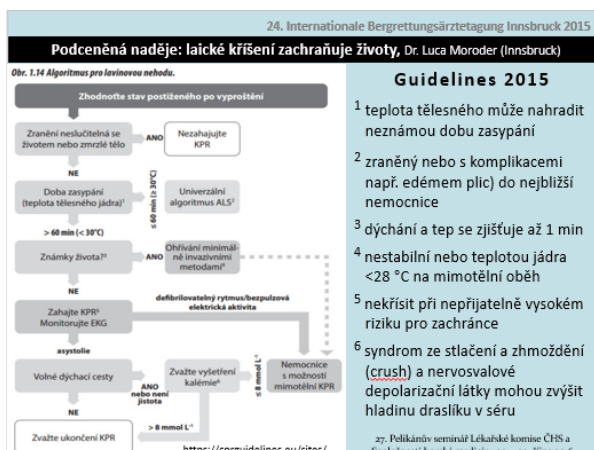 24. Internationale Bergrettungsärztetagung Innsbruck 2015
Podceněná naděje: laické kříšení zachraňuje životy, Dr. Luca Moroder (Innsbruck)
Obr. 1.14 Algoritmus pro lavinovou nehodu.
Zhodnoťte stav postiženého po vyproštění
Zranění neslučitelná se
životem nebo zmrzlé tělo
ANO
Nezahajujte
KPR
NE
Doba zasypání
(teplota tělesného jádra)¹
≤ 60 min (≥ 30°C)
Univerzální
algoritmus ALS²
> 60 min (< 30°C)
Známky života?³
ANO
Ohřívání minimál-
ně invazivními
metodami⁴
NE
Zahajte KPR⁵
Monitorujte EKG
defibrilovatelný rytmus/bezpulzová
elektrická aktivita
asystolie
Volné dýchací cesty
ANO
nebo není
jistota
Zvažte vyšetření
kalémie⁶
≤ 8 mmol L⁻¹
Nemocnice
s možností
mimotělní KPR
NE
> 8 mmol L⁻¹
Zvažte ukončení KPR
Guidelines 2015
¹ teplota tělesného může nahradit
neznámou dobu zasypání
² zraněný nebo s komplikacemi
např. edémem plic) do nejbližší
nemocnice
³ dýchání a tep se zjišťuje až 1 min
⁴ nestabilní nebo teplotou jádra
<28 °C na mimotělní oběh
⁵ nekřísit při nepřijatelně vysokém
riziku pro zachránce
⁶ syndrom ze stlačení a zhmoždění
(crush) a nervosvalové
depolarizační látky mohou zvýšit
hladinu draslíku v séru
27. Pelikánův seminář Lékařské komise ČHS a